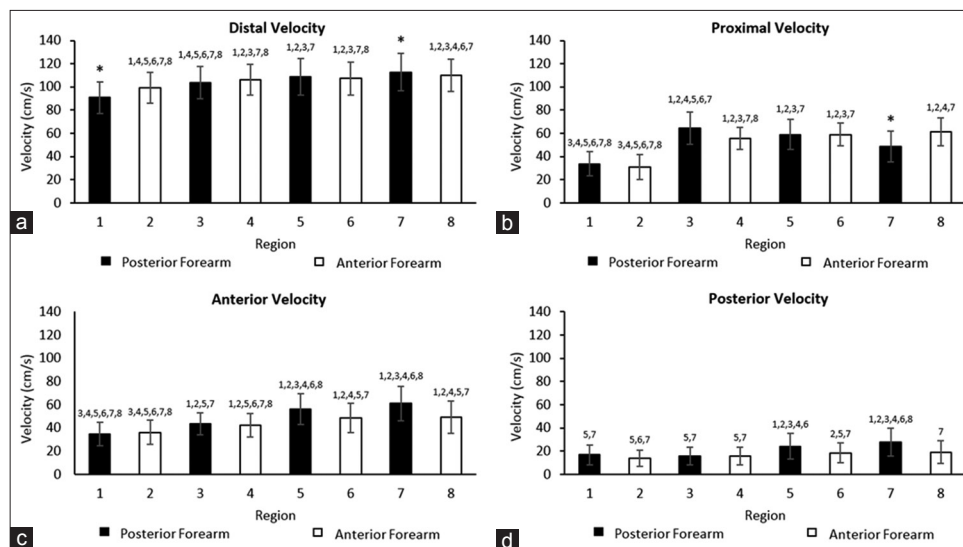 Distal Velocity
Velocity (cm/s)
140
120
100
80
60
40
20
0
*
1,4,5,6,7,8
1,4,5,6,7,8
1,2,3,7,8
1,2,3,7
1,2,3,7,8
*
1,2,3,4,6,7
1 2 3 4 5 6 7 8
Region
Posterior Forearm Anterior Forearm
a
Proximal Velocity
Velocity (cm/s)
140
120
100
80
60
40
20
0
3,4,5,6,7,8
3,4,5,6,7,8
1,2,4,5,6,7
1,2,3,7,8
1,2,3,7
1,2,3,7
*
1,2,4,7
1 2 3 4 5 6 7 8
Region
Posterior Forearm Anterior Forearm
b
Anterior Velocity
Velocity (cm/s)
140
120
100
80
60
40
20
0
3,4,5,6,7,8
3,4,5,6,7,8
1,2,5,7
1,2,5,6,7,8
1,2,3,4,6,8
1,2,4,5,7
1,2,3,4,6,8
1,2,4,5,7
1 2 3 4 5 6 7 8
Region
Posterior Forearm Anterior Forearm
c
Posterior Velocity
Velocity (cm/s)
140
120
100
80
60
40
20
0
5,7
5,6,7
5,7
5,7
1,2,3,4,6
2,5,7
1,2,3,4,6,8
7
1 2 3 4 5 6 7 8
Region
Posterior Forearm Anterior Forearm
d